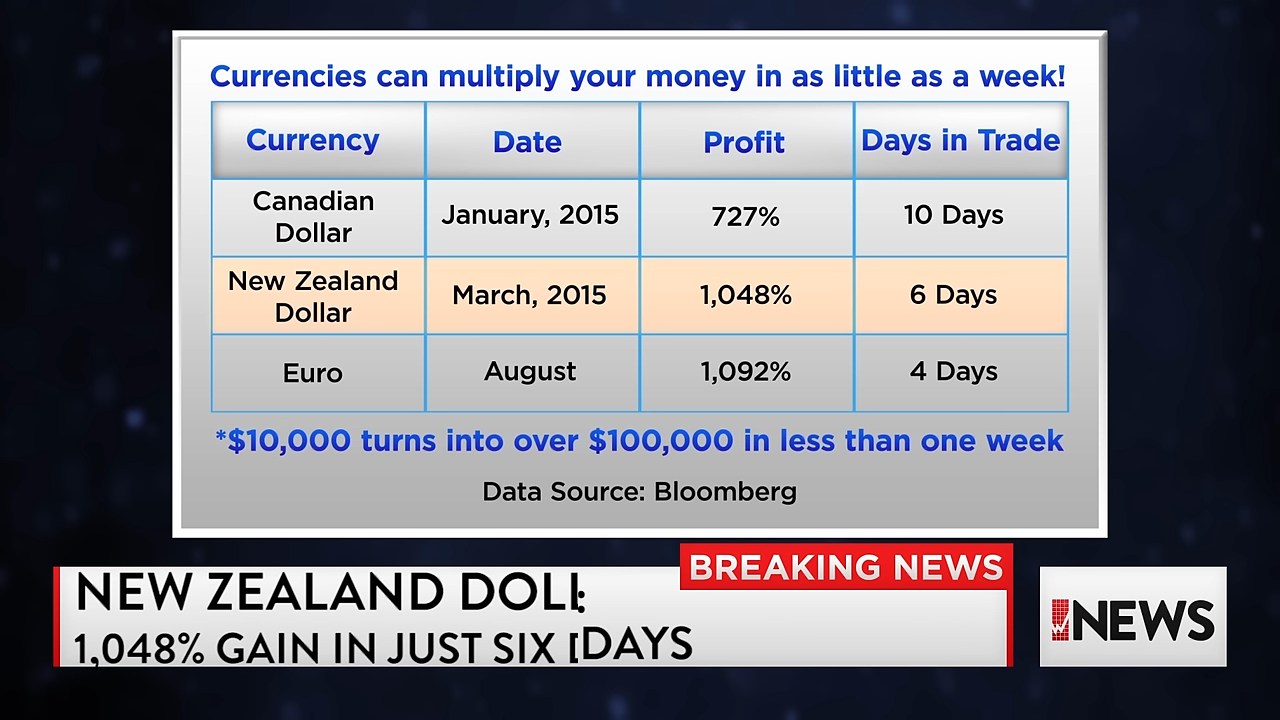 Currencies can multiply your money in as little as a week!
Currency Date Profit Days in Trade
Canadian Dollar January, 2015 727% 10 Days
New Zealand Dollar March, 2015 1,048% 6 Days
Euro August 1,092% 4 Days
*$10,000 turns into over $100,000 in less than one week
Data Source: Bloomberg
BREAKING NEWS
NEW ZEALAND DOLL:
1,048% GAIN IN JUST SIX DAYS
NEWS